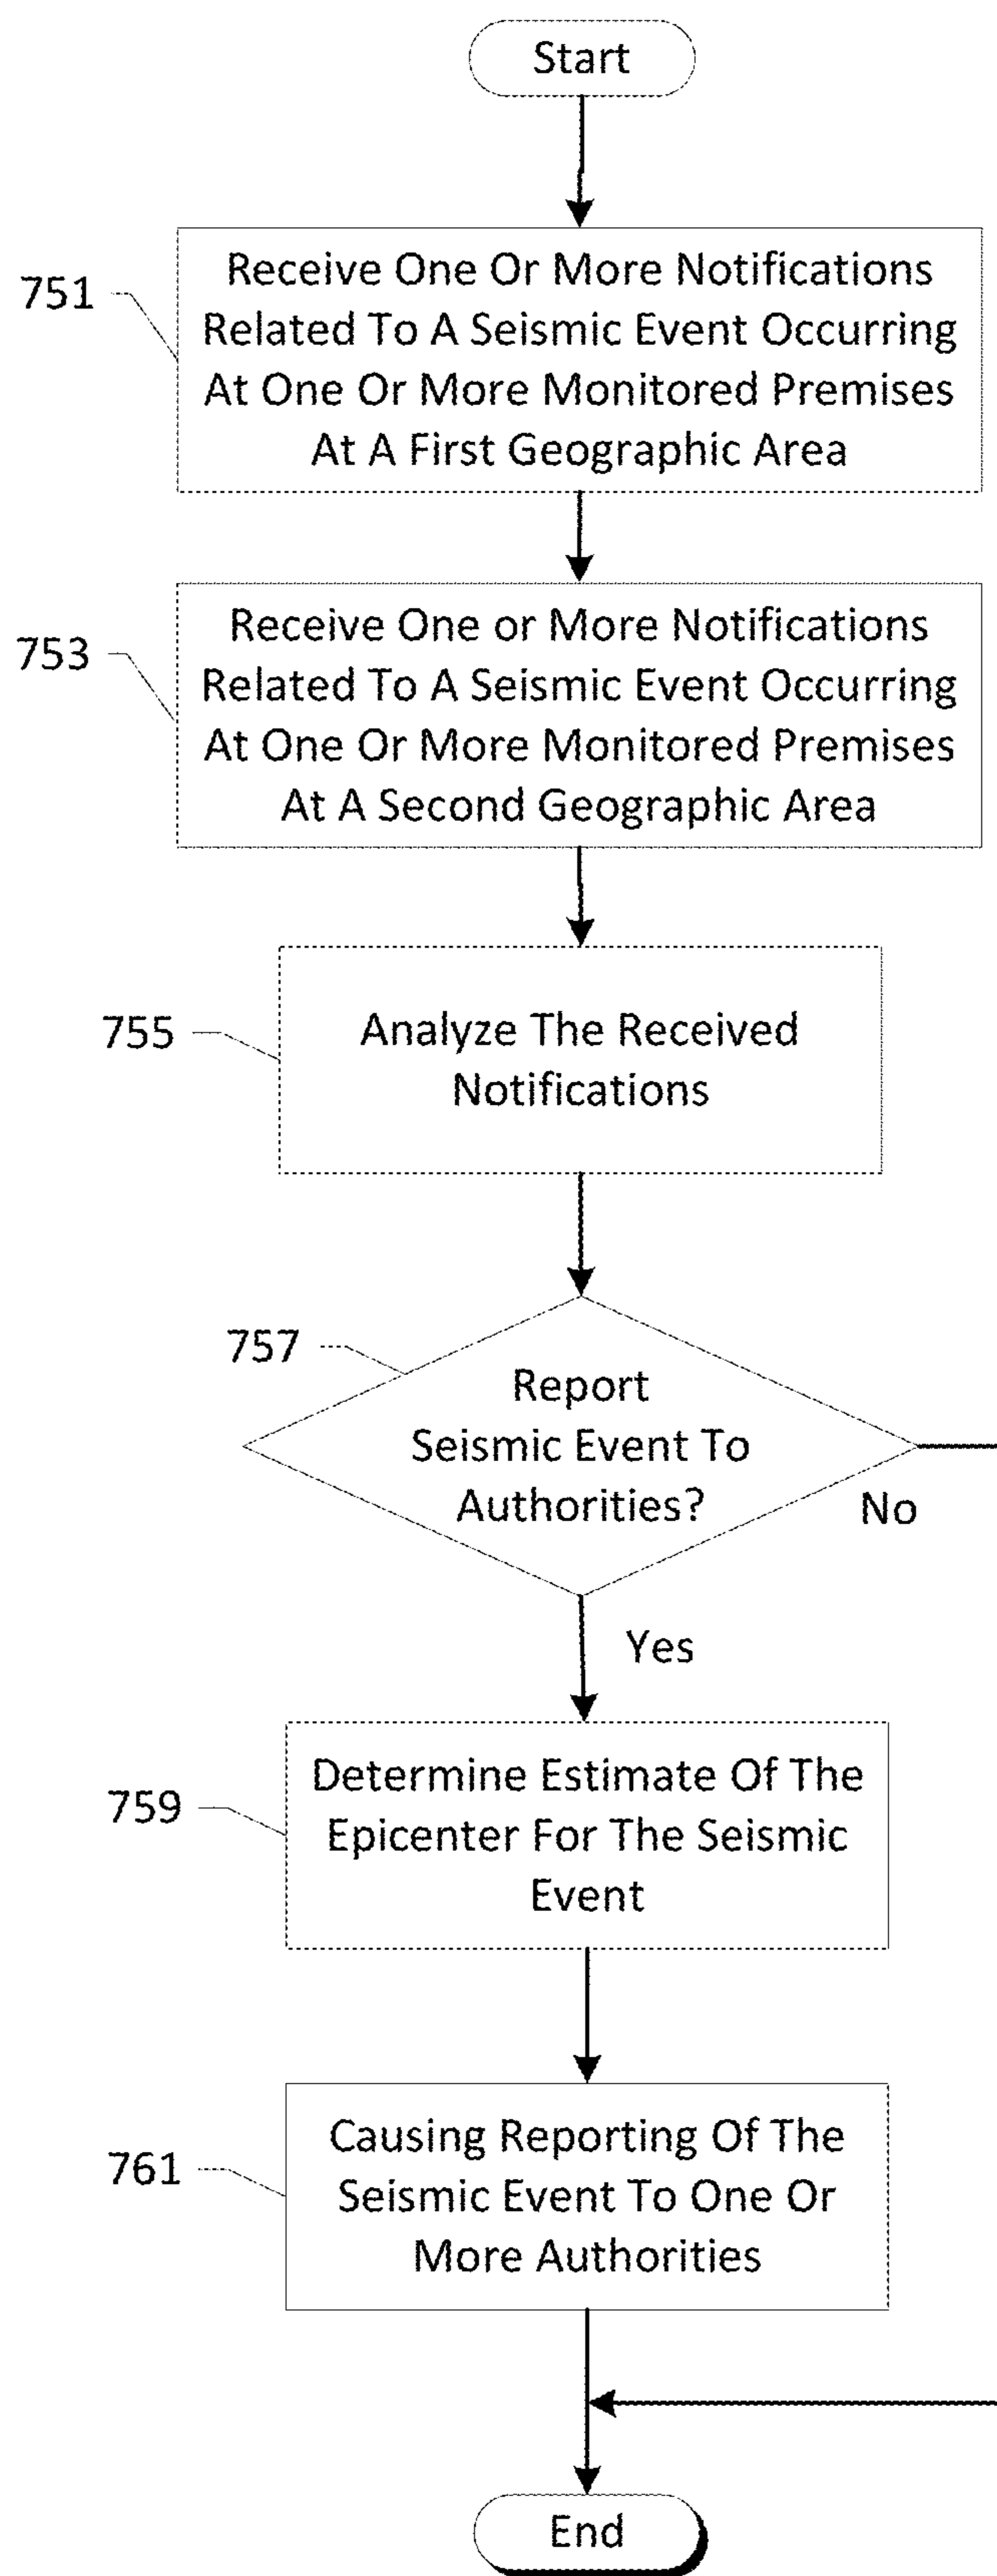 Start
751
Receive One Or More Notifications
Related To A Seismic Event Occurring
At One Or More Monitored Premises
At A First Geographic Area
753
Receive One or More Notifications
Related To A Seismic Event Occurring
At One Or More Monitored Premises
At A Second Geographic Area
755
Analyze The Received
Notifications
757
Report
Seismic Event To
Authorities?
No
Yes
759
Determine Estimate Of The
Epicenter For The Seismic
Event
761
Causing Reporting Of The
Seismic Event To One Or
More Authorities
End